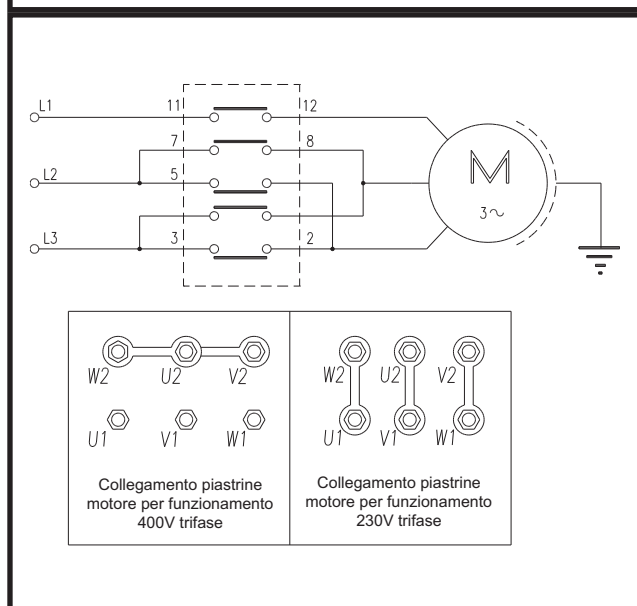 L1
11
12
7
8
L2
5
L3
3
2
M
3~
W2 U2 V2
U1 V1 W1
Collegamento piastrine
motore per funzionamento
400V trifase
W2 U2 V2
U1 V1 W1
Collegamento piastrine
motore per funzionamento
230V trifase